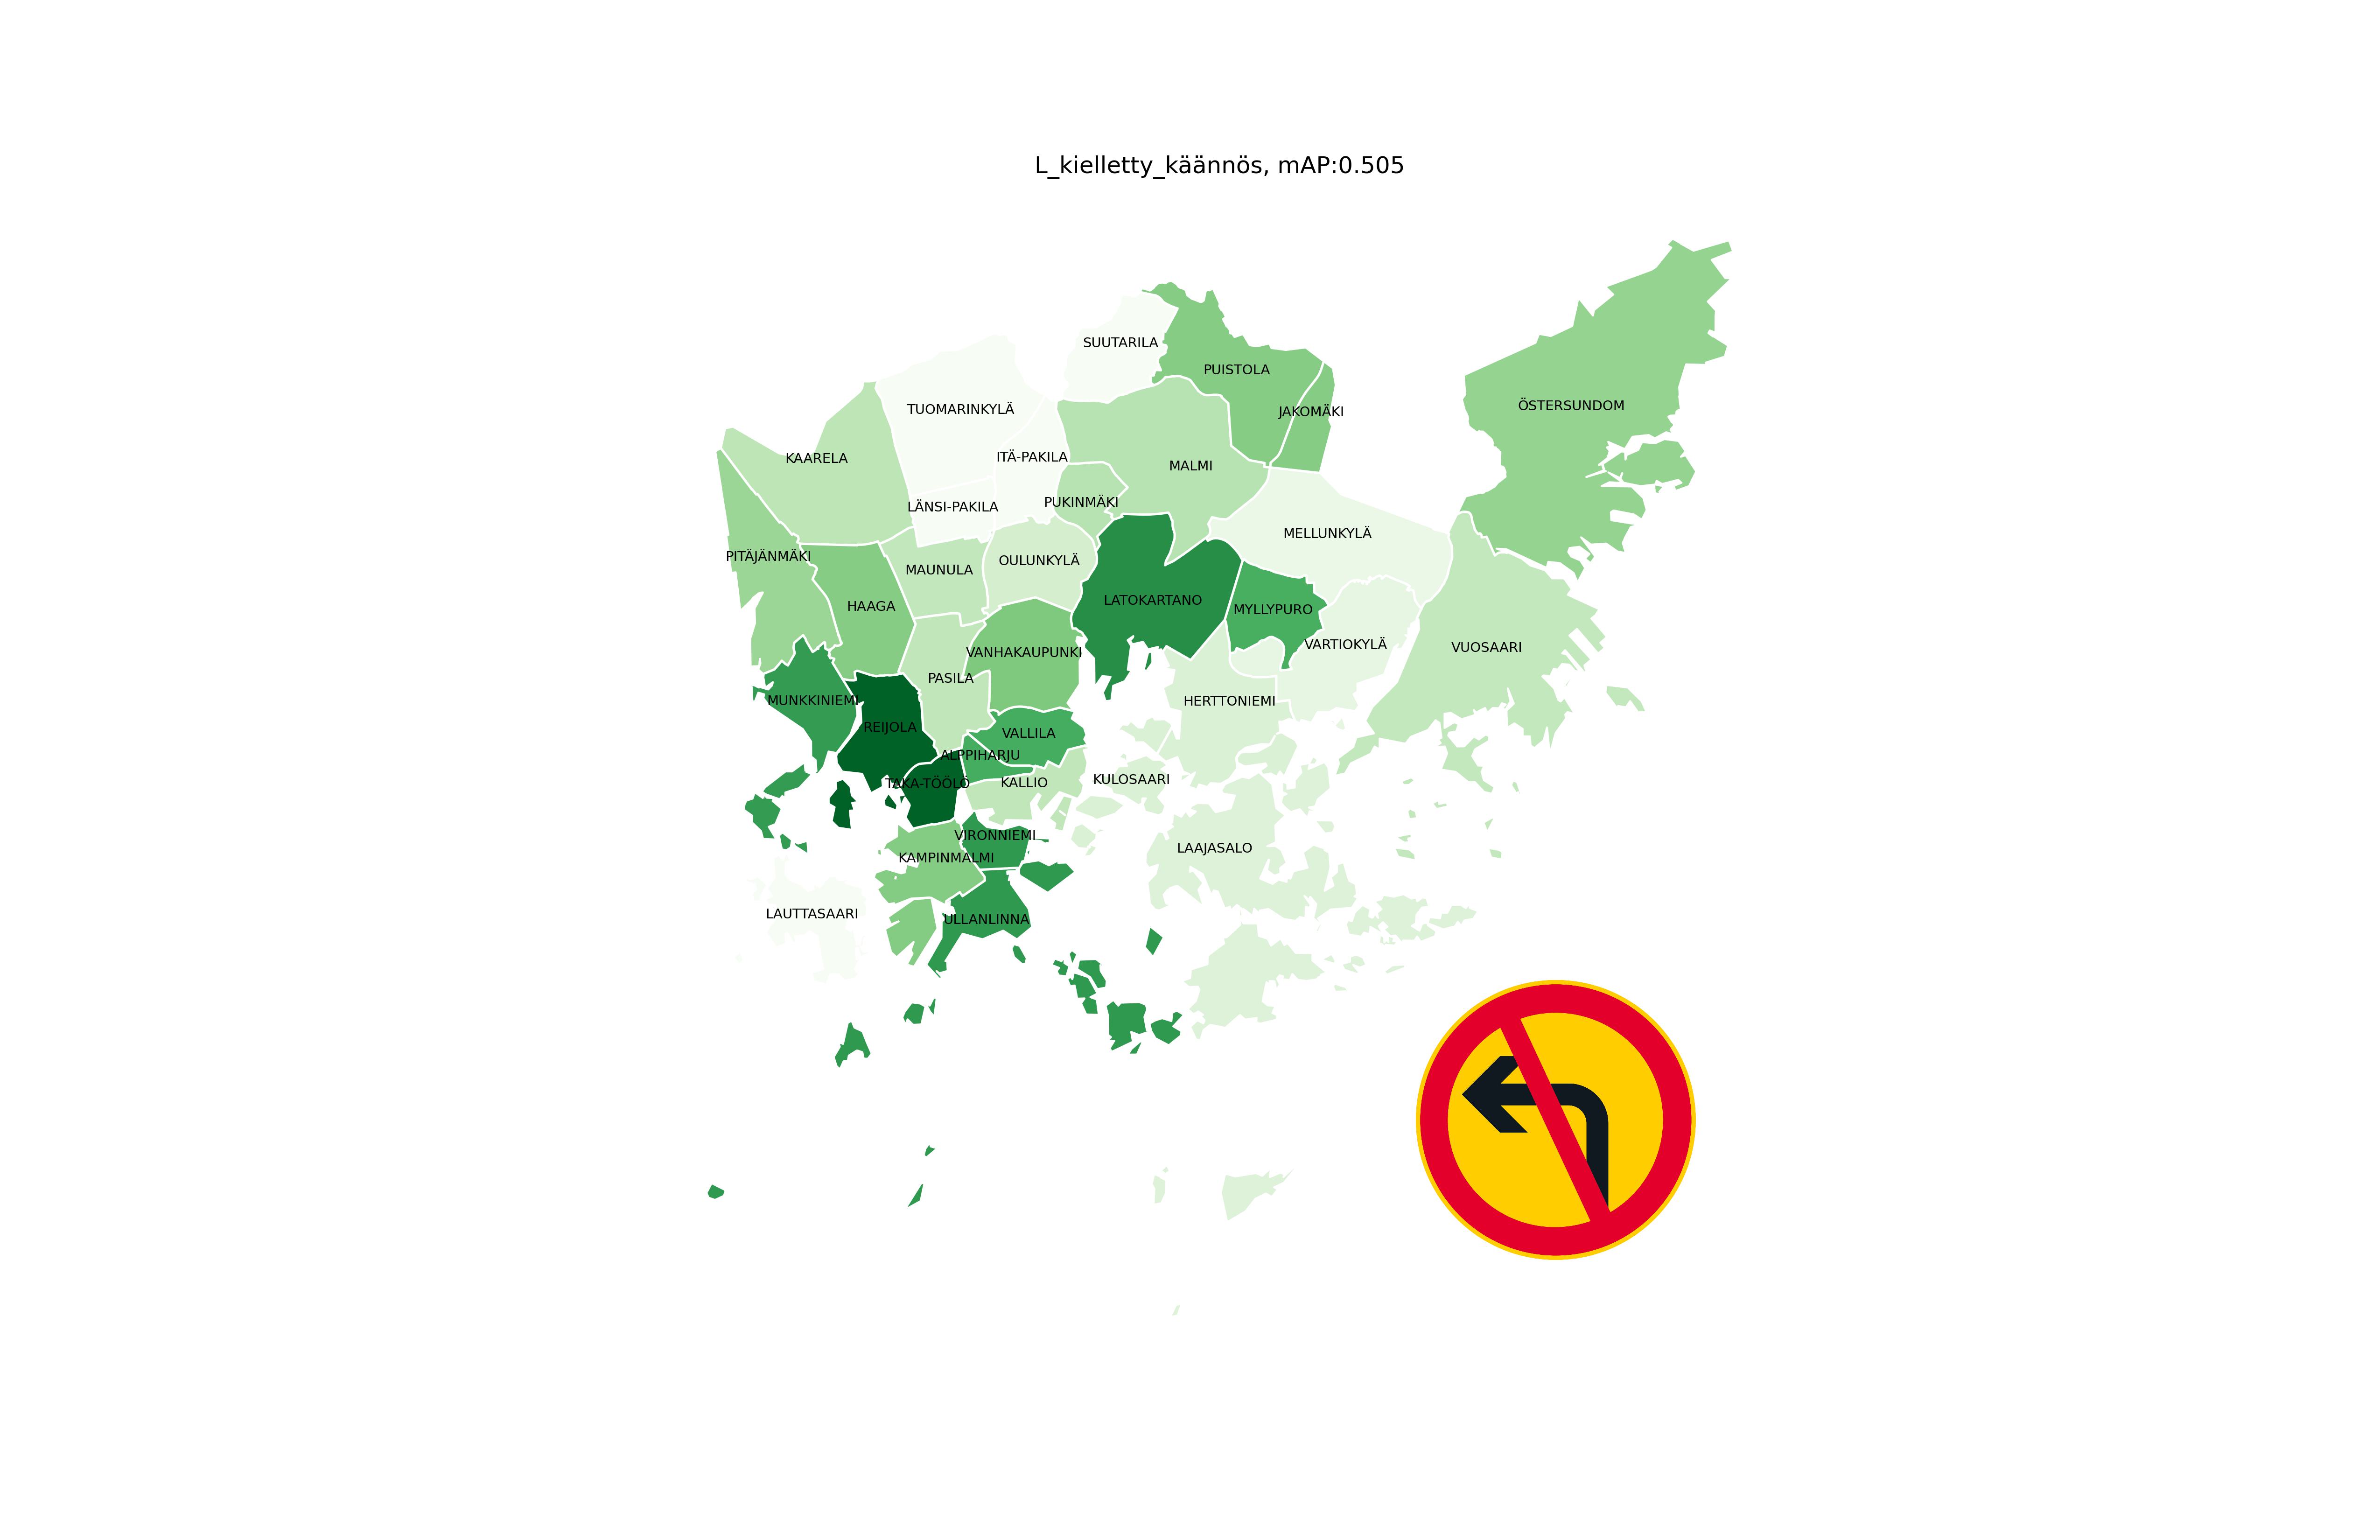 L_kielletty_käännös, mAP:0.505
SUUTARILA
PUISTOLA
ÖSTERSUNDOM
TUOMARINKYLÄ
JAKOMÄKI
KAARELA
ITÄ-PAKILA
MALMI
LÄNSI-PAKILA
PUKINMÄKI
MELLUNKYLÄ
PITÄJÄNMÄKI
MAUNULA
OULUNKYLÄ
HAAGA
LATOKARTANO
MYLLYPURO
VARTIOKYLÄ
VUOSAARI
VANHAKAUPUNKI
PASILA
MUNKKINIEMI
HERTTONIEMI
REIJOLA
VALLILA
ALPPIHARJU
TAKA-TÖÖLÖ
KALLIO
KULOSAARI
VIRONNIEMI
LAAJASALO
KAMPINMALMI
LAUTTASAARI
ULLANLINNA